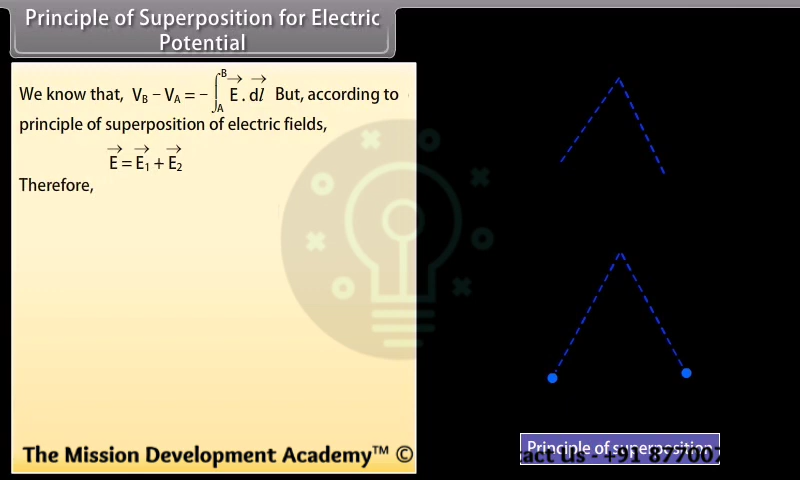 Principle of Superposition for Electric
Potential
We know that, V_B − V_A = − ∫_A^B E⃗ . dl⃗ But, according to
principle of superposition of electric fields,
E⃗ = E⃗₁ + E⃗₂
Therefore,
The Mission Development Academy™ ©
Principle of superposition
act Us - +91 877007